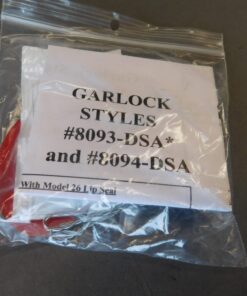 GARLOCK
STYLES
#8093-DSA*
and #8094-DSA
With Model 26 Lip Seal